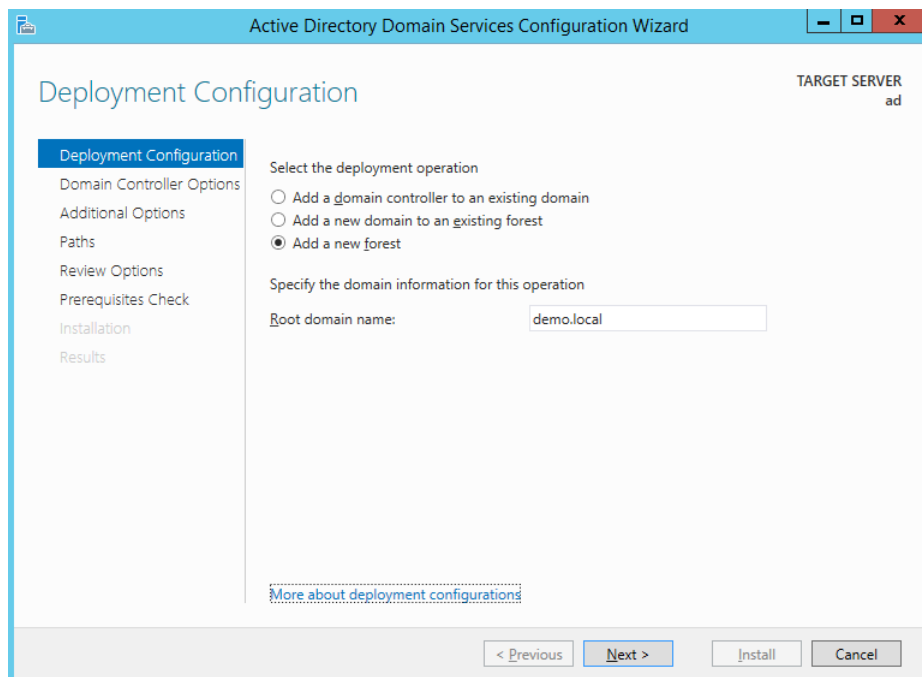 Active Directory Domain Services Configuration Wizard
Deployment Configuration
TARGET SERVER
ad
Deployment Configuration
Domain Controller Options
Additional Options
Paths
Review Options
Prerequisites Check
Installation
Results
Select the deployment operation
Add a domain controller to an existing domain
Add a new domain to an existing forest
Add a new forest
Specify the domain information for this operation
Root domain name: demo.local
More about deployment configurations
< Previous Next > Install Cancel